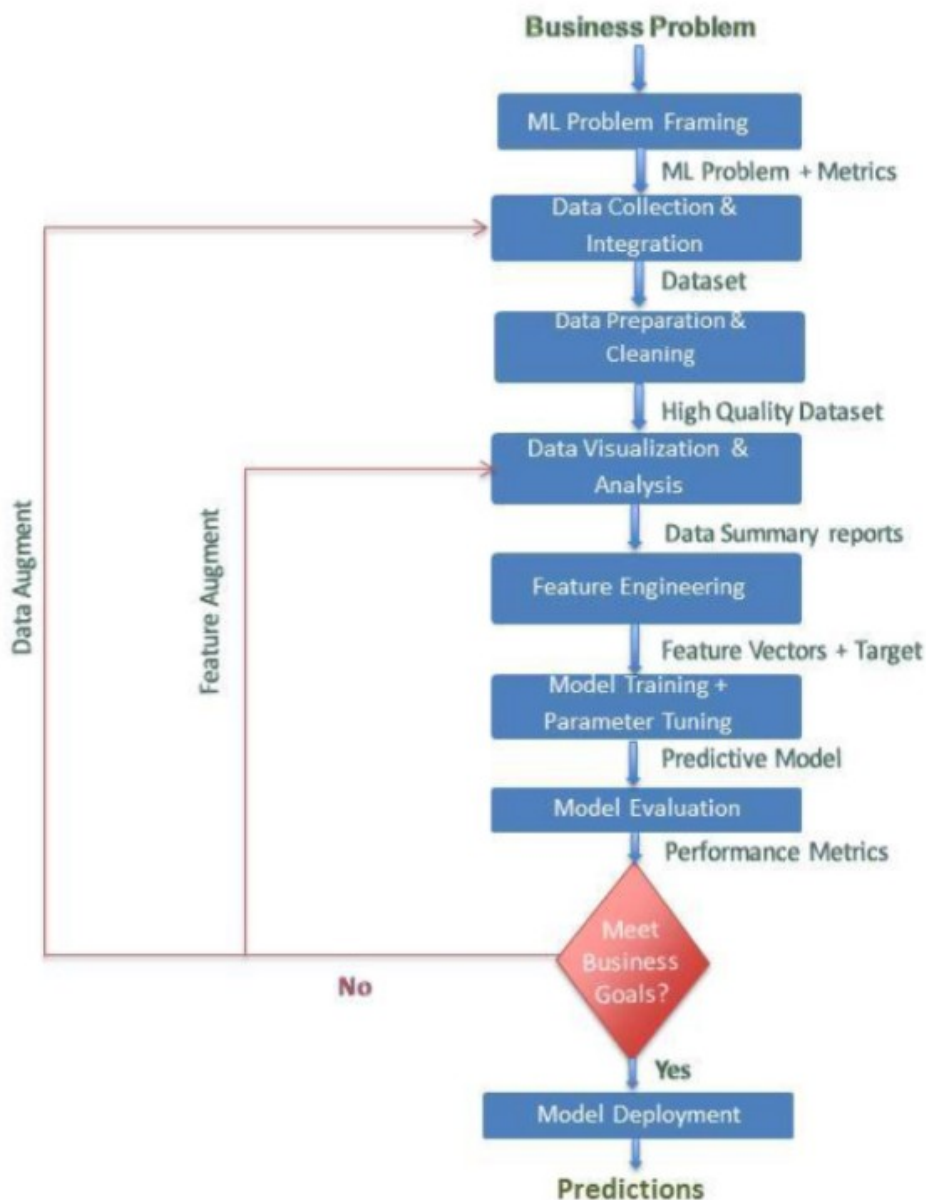 Business Problem
ML Problem Framing
ML Problem + Metrics
Data Collection &
Integration
Dataset
Data Preparation &
Cleaning
High Quality Dataset
Data Visualization &
Analysis
Data Summary reports
Feature Engineering
Feature Vectors + Target
Model Training +
Parameter Tuning
Predictive Model
Model Evaluation
Performance Metrics
Meet
Business
Goals?
No
Yes
Model Deployment
Predictions
Data Augment
Feature Augment